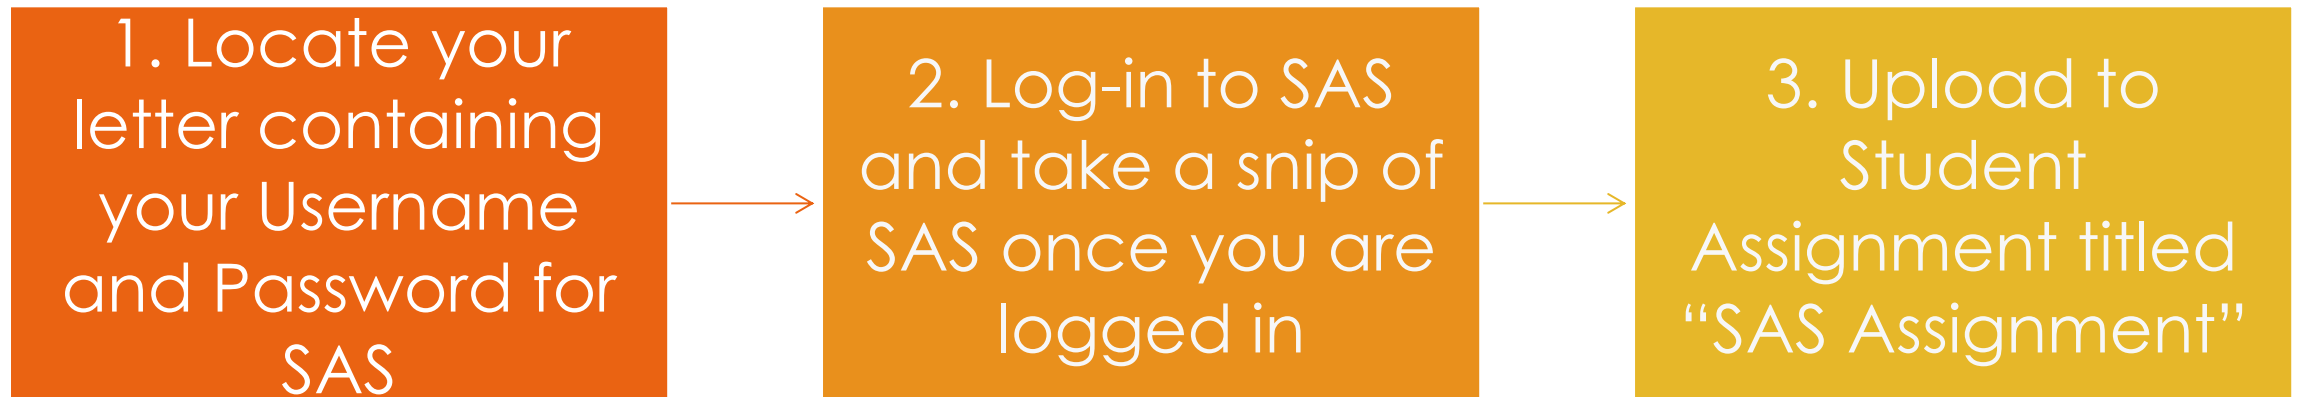 1. Locate your
letter containing
your Username
and Password for
SAS
2. Log-in to SAS
and take a snip of
SAS once you are
logged in
3. Upload to
Student
Assignment titled
“SAS Assignment”